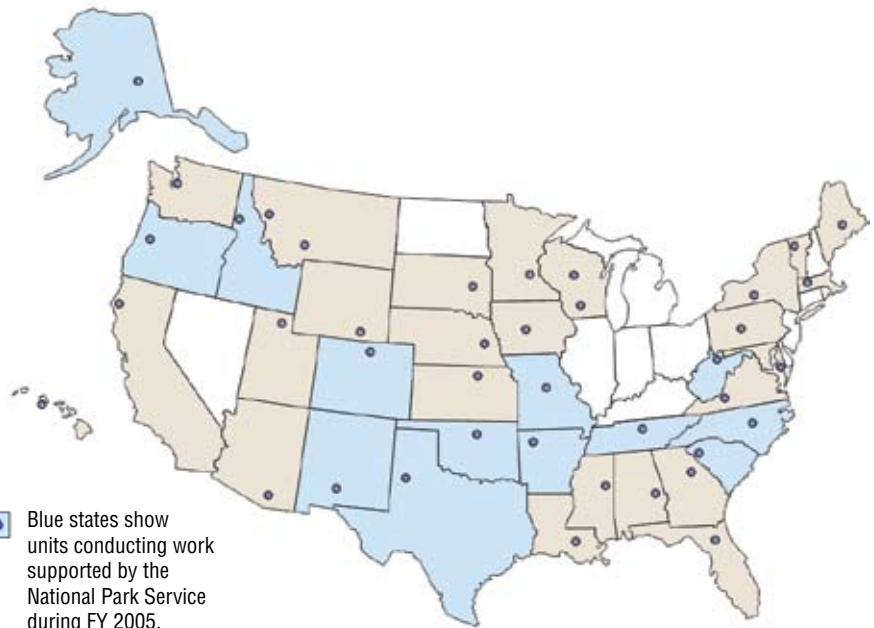 Blue states show
units conducting work
supported by the
National Park Service
during FY 2005.